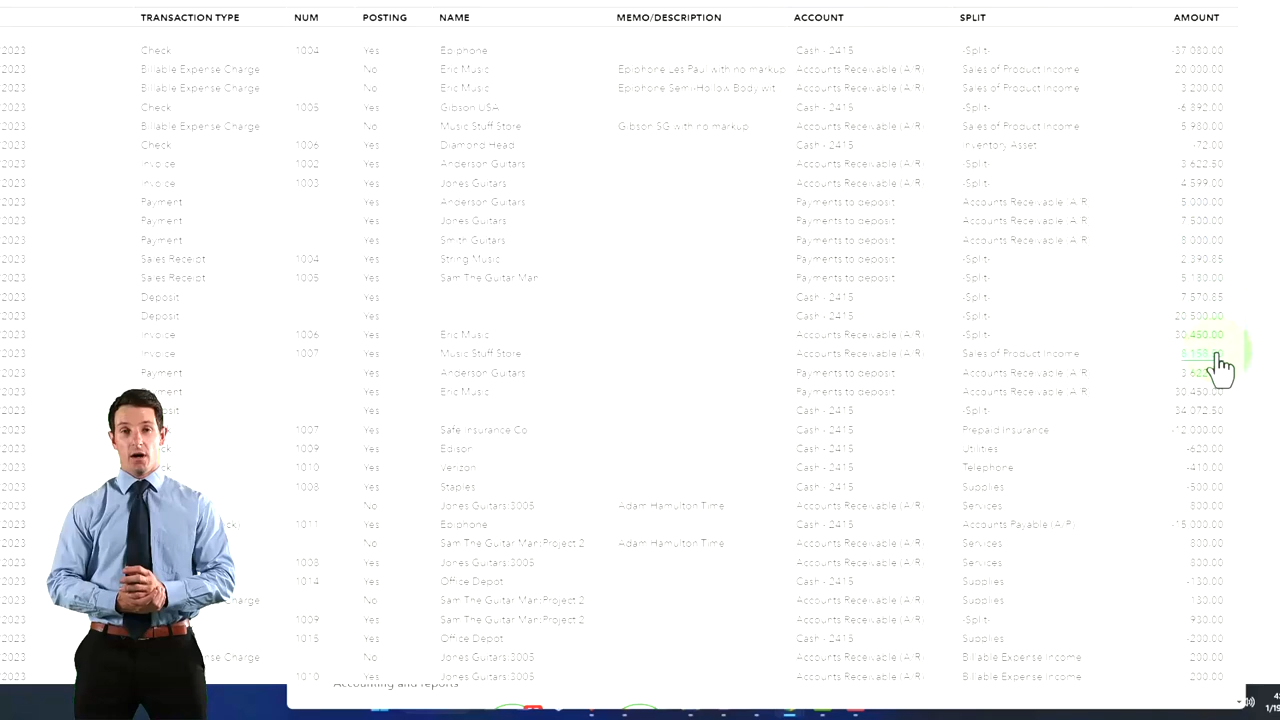 TRANSACTION TYPE NUM POSTING NAME MEMO/DESCRIPTION ACCOUNT SPLIT AMOUNT
2023 Check 1004 Yes Epiphone Cash - 2415 -Split- -37,080.00
2023 Billable Expense Charge No Eric Music Epiphone Les Paul with no markup Accounts Receivable (A/R) Sales of Product Income 20,000.00
2023 Billable Expense Charge No Eric Music Epiphone Semi-Hollow Body wit Accounts Receivable (A/R) Sales of Product Income 3,200.00
2023 Check 1005 Yes Gibson USA Cash - 2415 -Split- -6,892.00
2023 Billable Expense Charge No Music Stuff Store Gibson SG with no markup Accounts Receivable (A/R) Sales of Product Income 5,980.00
2023 Check 1006 Yes Diamond Head Cash - 2415 Inventory Asset -72.00
2023 Invoice 1002 Yes Anderson Guitars Accounts Receivable (A/R) -Split- 3,622.50
2023 Invoice 1003 Yes Jones Guitars Accounts Receivable (A/R) -Split- 4,599.00
2023 Payment Yes Anderson Guitars Payments to deposit Accounts Receivable (A/R)
2023 Payment Yes Jones Guitars Payments to deposit Accounts Receivable (A/R) 7,500.00
2023 Payment Yes Smith Guitars Payments to deposit Accounts Receivable (A/R) 8,000.00
2023 Sales Receipt 1004 Yes String Music Payments to deposit -Split- 2,390.85
2023 Sales Receipt 1005 Yes Sam The Guitar Man Payments to deposit -Split- 5,180.00
2023 Deposit Yes Cash - 2415 -Split- 7,570.85
2023 Deposit Yes Cash - 2415 -Split- 20,500.00
2023 Invoice 1006 Yes Eric Music Accounts Receivable (A/R) -Split- 30,450.00
2023 Invoice 1007 Yes Music Stuff Store Accounts Receivable (A/R) Sales of Product Income
2023 Payment Yes Anderson Guitars Payments to deposit Accounts Receivable (A/R)
2023 Yes Eric Music Payments to deposit Accounts Receivable (A/R) 30,450.00
2023 Yes Cash - 2415 -Split- 34,072.50
2023 1007 Yes Safe Insurance Co Cash - 2415 Prepaid Insurance -12,000.00
2023 1009 Yes Edison Cash - 2415 Utilities -620.00
2023 1010 Yes Verizon Cash - 2415 Telephone -410.00
2023 1008 Yes Staples Cash - 2415 Supplies -500.00
2023 No Jones Guitars:3005 Adam Hamilton Time Accounts Receivable (A/R) Services 800.00
2023 1011 Yes Epiphone Cash - 2415 Accounts Payable (A/P) -15,000.00
2023 No Sam The Guitar Man:Project 2 Adam Hamilton Time Accounts Receivable (A/R) Services 800.00
2023 1008 Yes Jones Guitars:3005 Accounts Receivable (A/R) Services 800.00
2023 1014 Yes Office Depot Cash - 2415 Supplies -130.00
2023 Charge No Sam The Guitar Man:Project 2 Accounts Receivable (A/R) Supplies 130.00
2023 1009 Yes Sam The Guitar Man:Project 2 Accounts Receivable (A/R) -Split- 930.00
2023 1015 Yes Office Depot Cash - 2415 Supplies -200.00
2023 Expense Charge No Jones Guitars:3005 Accounts Receivable (A/R) Billable Expense Income 200.00
2023 1010 Yes Jones Guitars:3005 Accounts Receivable (A/R) Billable Expense Income 200.00
Accounting and reports